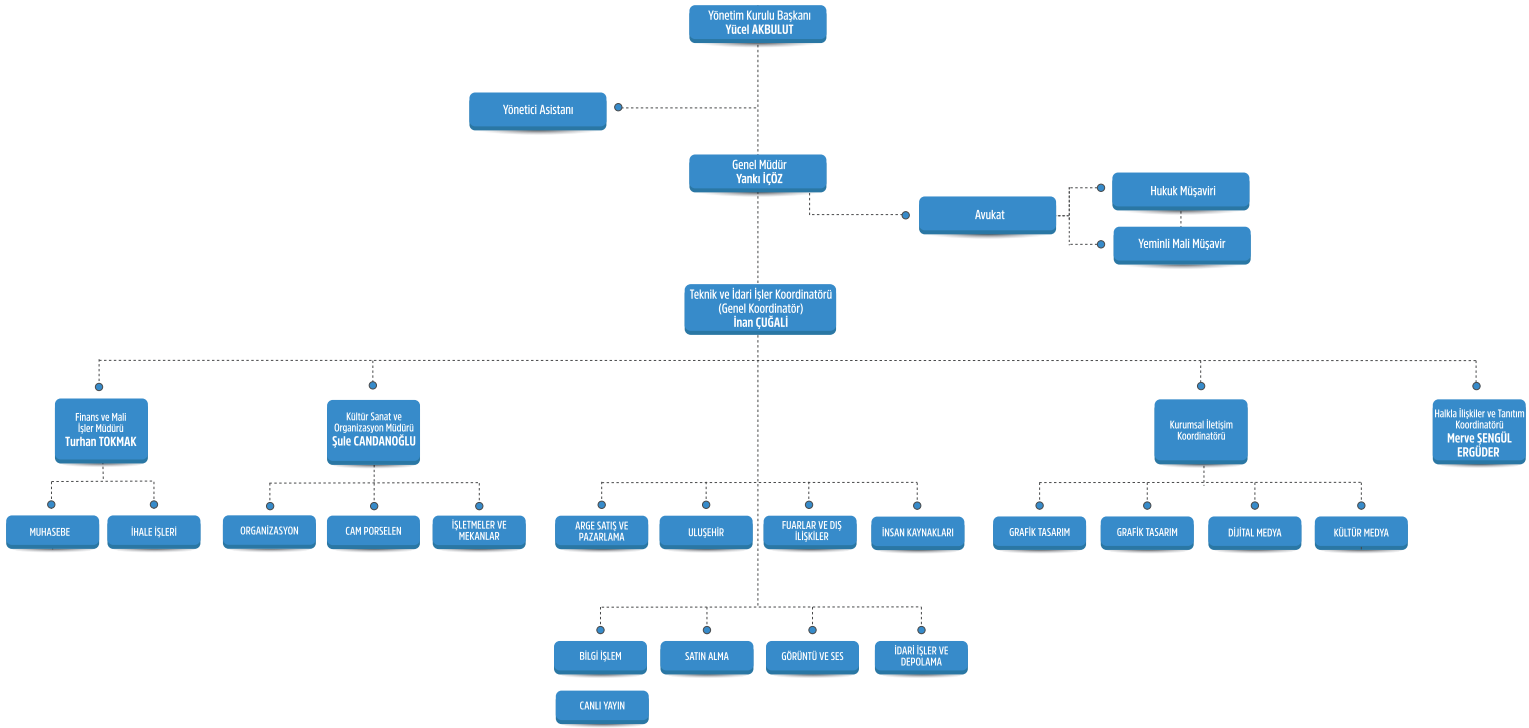 Yönetim Kurulu Başkanı
Yücel AKBULUT
Yönetici Asistanı
Genel Müdür
Yankı İÇÖZ
Avukat
Hukuk Müşaviri
Yeminli Mali Müşavir
Teknik ve İdari İşler Koordinatörü
(Genel Koordinatör)
İnan ÇUĞALİ
Finans ve Mali
İşler Müdürü
Turhan TOKMAK
Kültür Sanat ve
Organizasyon Müdürü
Şule CANDANOĞLU
Kurumsal İletişim
Koordinatörü
Halkla İlişkiler ve Tanıtım
Koordinatörü
Merve ŞENGÜL
ERGÜDER
MUHASEBE
İHALE İŞLERİ
ORGANİZASYON
CAM PORSELEN
İŞLETMELER VE
MEKANLAR
ARGE SATIŞ VE
PAZARLAMA
ULUŞEHİR
FUARLAR VE DIŞ
İLİŞKİLER
İNSAN KAYNAKLARI
GRAFİK TASARIM
GRAFİK TASARIM
DİJİTAL MEDYA
KÜLTÜR MEDYA
BİLGİ İŞLEM
SATIN ALMA
GÖRÜNTÜ VE SES
İDARİ İŞLER VE
DEPOLAMA
CANLI YAYIN